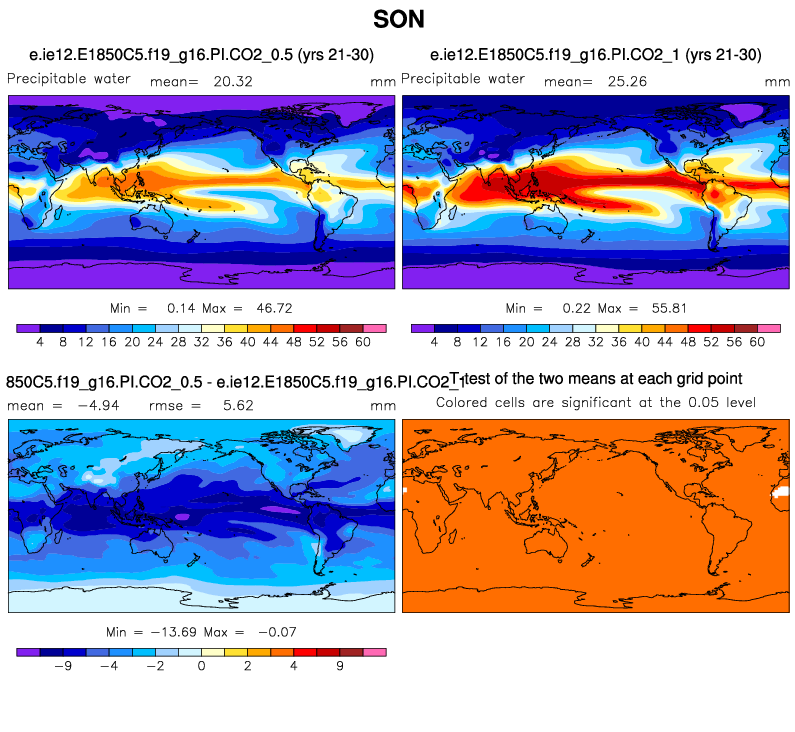 SON
e.ie12.E1850C5.f19_g16.PI.CO2_0.5 (yrs 21-30)
Precipitable water mean= 20.32 mm
Min = 0.14 Max = 46.72
4 8 12 16 20 24 28 32 36 40 44 48 52 56 60
e.ie12.E1850C5.f19_g16.PI.CO2_1 (yrs 21-30)
Precipitable water mean= 25.26 mm
Min = 0.22 Max = 55.81
4 8 12 16 20 24 28 32 36 40 44 48 52 56 60
850C5.f19_g16.PI.CO2_0.5 - e.ie12.E1850C5.f19_g16.PI.CO2_1
mean = −4.94 rmse = 5.62 mm
Min = −13.69 Max = −0.07
−9 −4 −2 0 2 4 9
T-test of the two means at each grid point
Colored cells are significant at the 0.05 level